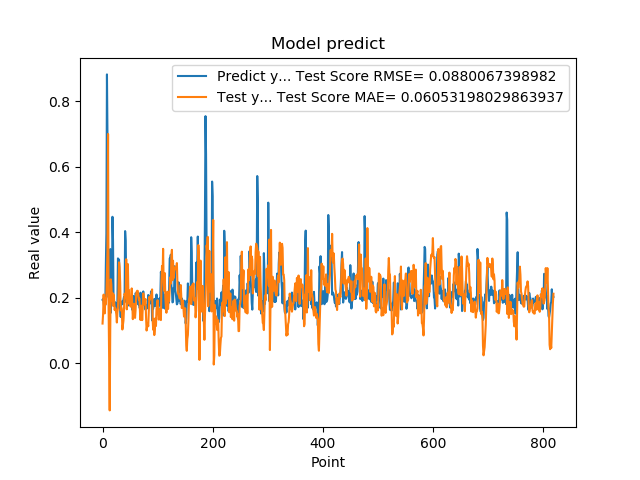 Model predict
Predict y... Test Score RMSE= 0.0880067398982
Test y... Test Score MAE= 0.06053198029863937
Real value
0.8
0.6
0.4
0.2
0.0
0 200 400 600 800
Point